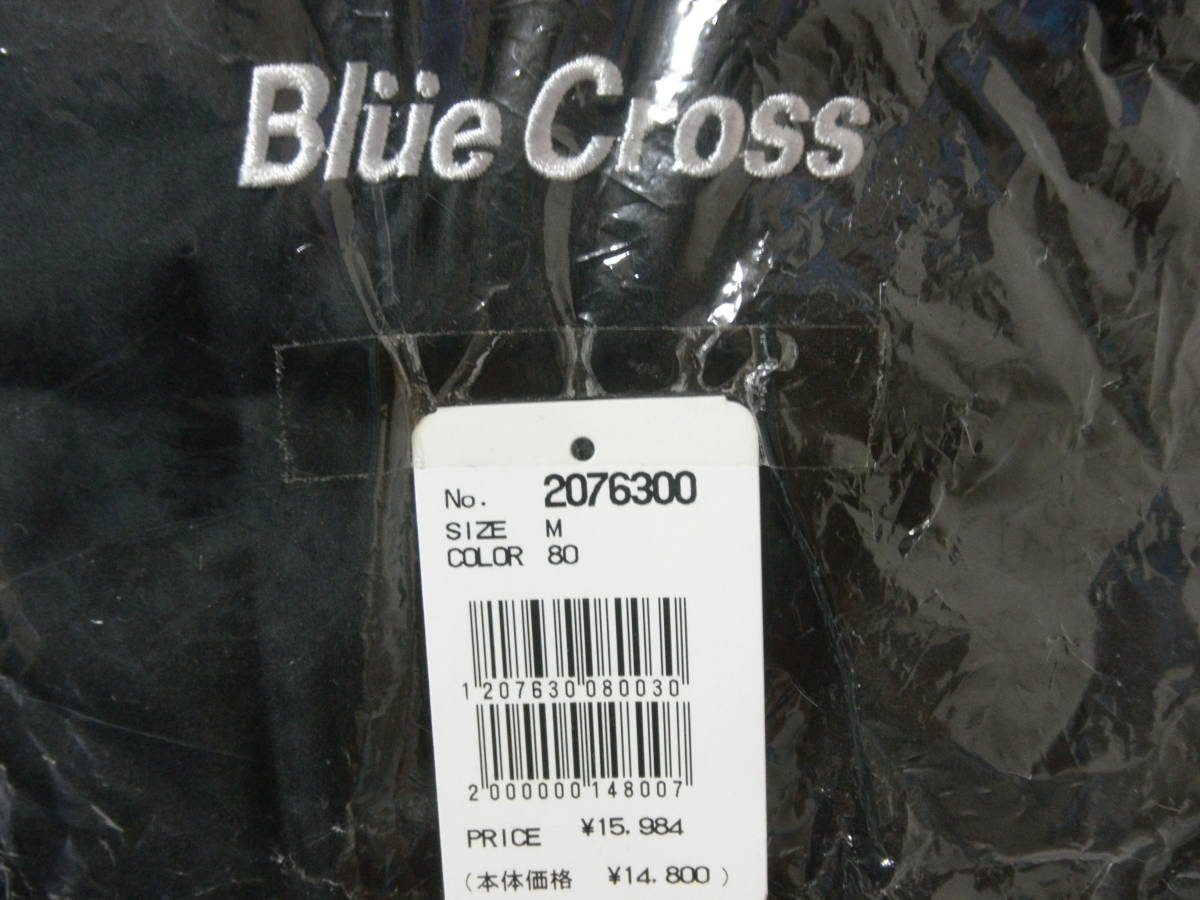 Blüe Cross
No. 2076300
SIZE M
COLOR 80
1 207630 080030
2 000000 148007
PRICE ¥15,984
(本体価格 ¥14,800)